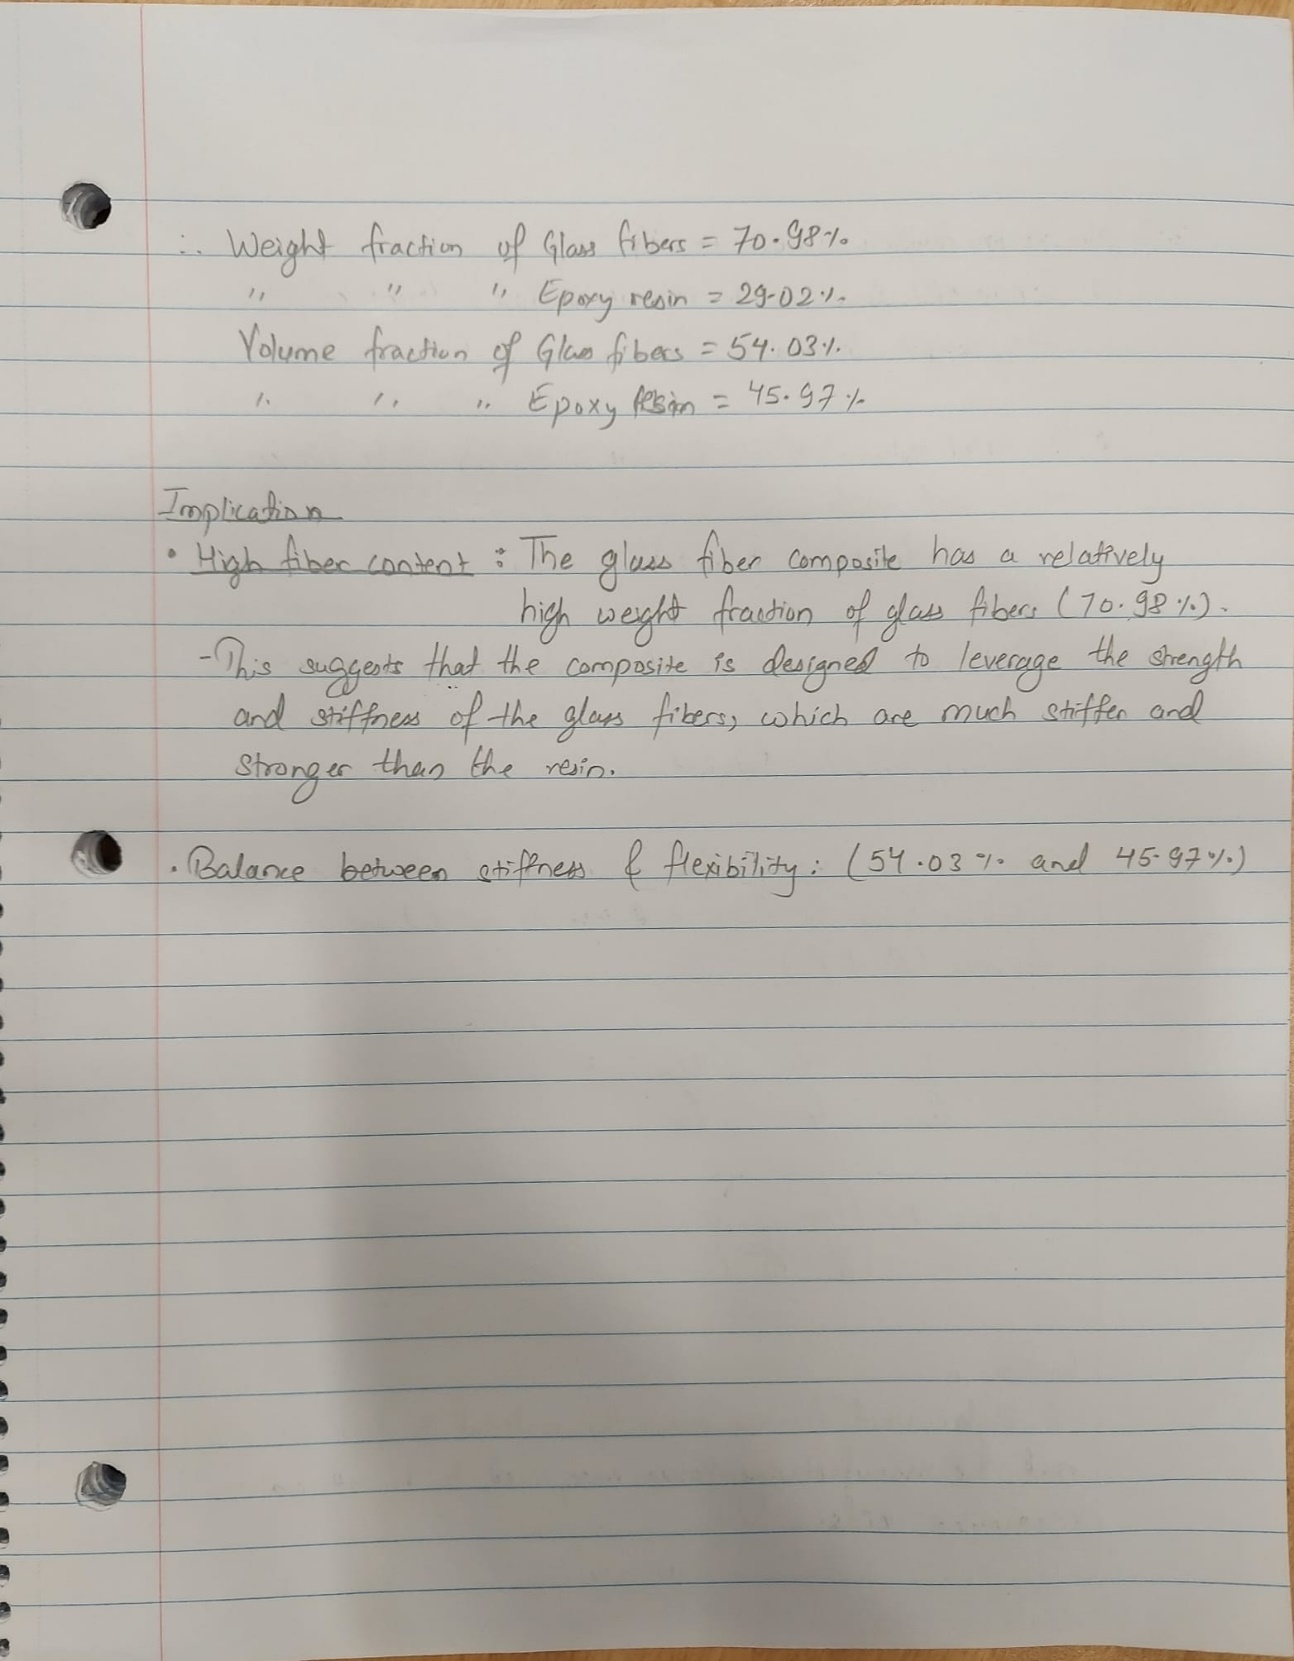 ∴ Weight fraction of Glass fibers = 70.98%
" " " Epoxy resin = 29.02%
Volume fraction of Glass fibers = 54.03%
" " " Epoxy Resin = 45.97%
Implication
• High fiber content : The glass fiber composite has a relatively
high weight fraction of glass fibers (70.98%).
- This suggests that the composite is designed to leverage the strength
and stiffness of the glass fibers, which are much stiffer and
stronger than the resin.
• Balance between stiffness & flexibility : (54.03% and 45.97%)